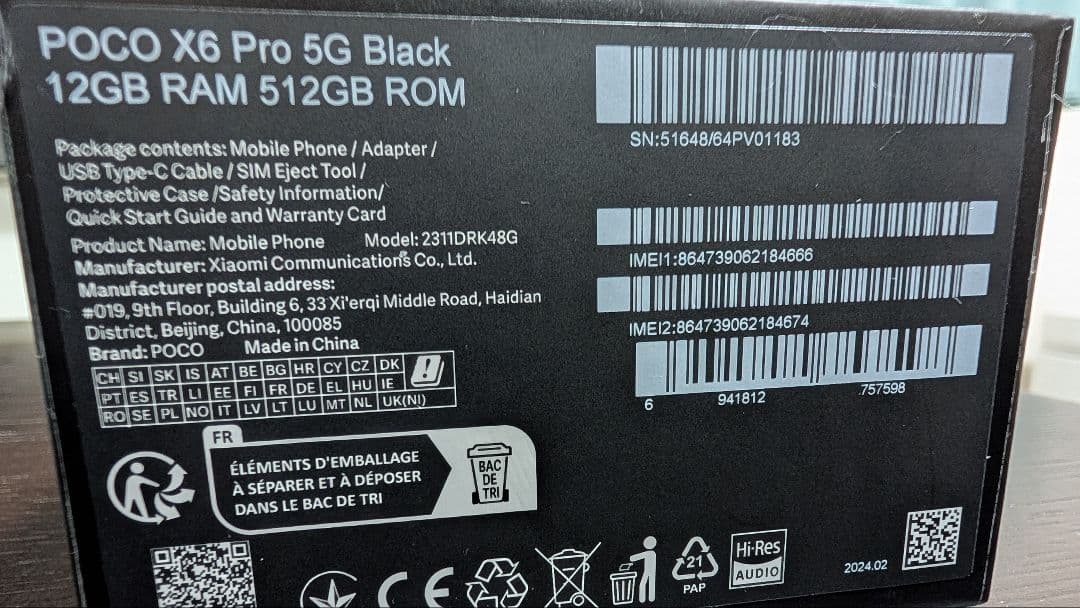 POCO X6 Pro 5G Black
12GB RAM 512GB ROM
Package contents: Mobile Phone / Adapter /
USB Type-C Cable / SIM Eject Tool /
Protective Case /Safety Information/
Quick Start Guide and Warranty Card
Product Name: Mobile Phone Model: 2311DRK48G
Manufacturer: Xiaomi Communications Co., Ltd.
Manufacturer postal address:
#019, 9th Floor, Building 6, 33 Xi'erqi Middle Road, Haidian
District, Beijing, China, 100085
Brand: POCO Made in China
CH SI SK IS AT BE BG HR CY CZ DK
PT ES TR LI EE FI FR DE EL HU IE
RO SE PL NO IT LV LT LU MT NL UK(NI)
SN:51648/64PV01183
IMEI1:864739062184666
IMEI2:864739062184674
6 941812 757598
FR
ÉLÉMENTS D'EMBALLAGE
À SÉPARER ET À DÉPOSER
DANS LE BAC DE TRI
BAC
DE
TRI
CE
21
PAP
Hi-Res
AUDIO
2024.02